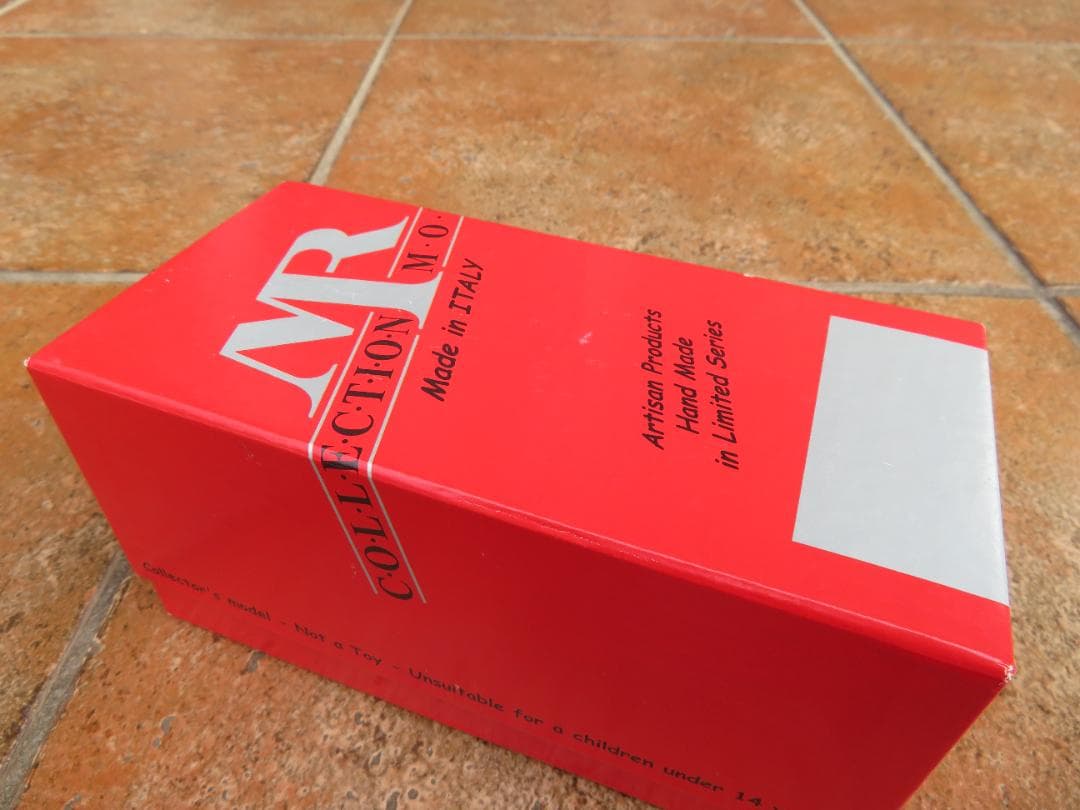 MR
C·O·L·L·E·C·T·I·O·N M·O·
Made in ITALY
Artisan Products
Hand Made
in Limited Series
Collector's model - Not a Toy - Unsuitable for a children under 14